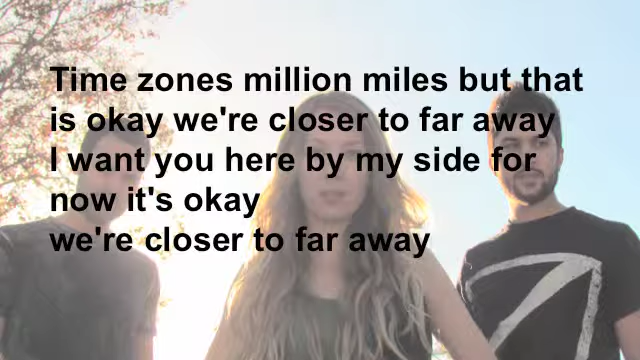 Time zones million miles but that
is okay we're closer to far away
I want you here by my side for
now it's okay
we're closer to far away